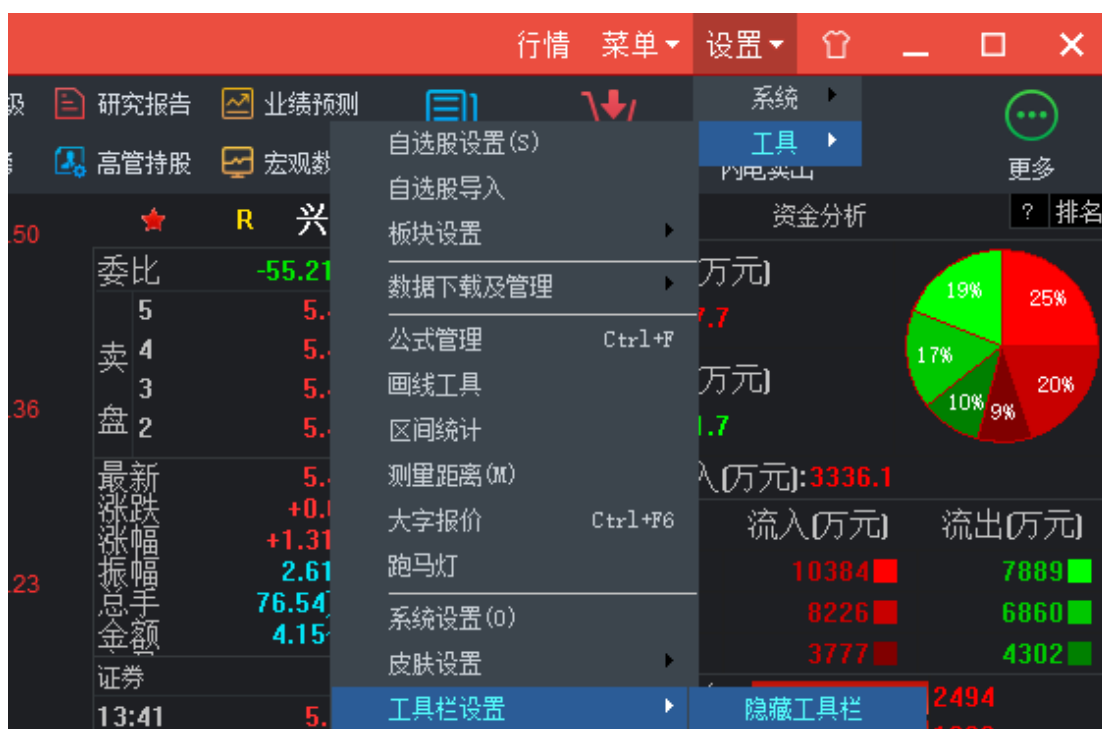 行情 菜单 设置
研究报告 业绩预测 系统
工具
高管持股 宏观数 更多
自选股设置(S)
自选股导入
板块设置
数据下载及管理
公式管理 Ctrl+F
画线工具
区间统计
测量距离(M)
大字报价 Ctrl+F6
跑马灯
系统设置(O)
皮肤设置
工具栏设置 隐藏工具栏
.50
.36
.23
R 兴
委比 -55.21
卖盘
5 5.
4 5.
3 5.
2 5.
最新 5.
涨跌 +0.
涨幅 +1.31
振幅 2.61
总手 76.54
金额 4.15
证券
13:41 5.
资金分析 ? 排名
万元)
7.7
万元)
1.7
入(万元):3336.1
19% 25%
17% 20%
10% 9%
流入(万元) 流出(万元)
10384 7889
8226 6860
3777 4302
2494